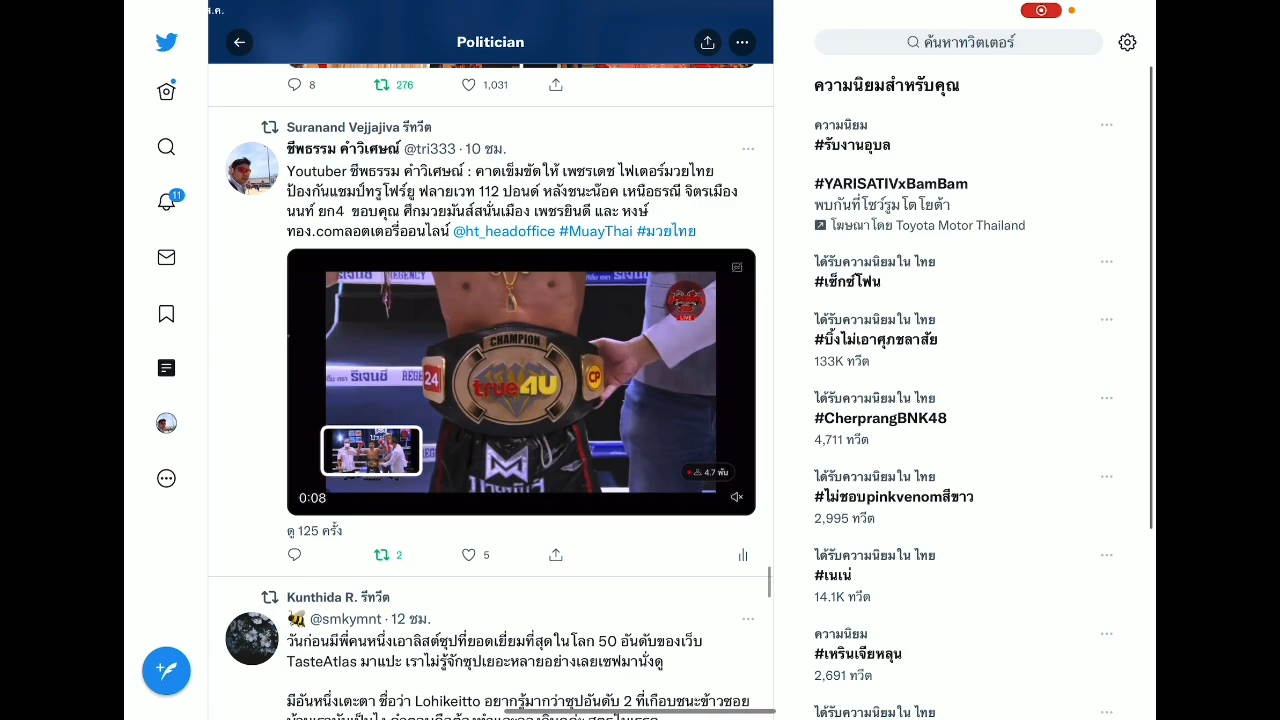 ส.ค.
Politician
8
276
1,031
Suranand Vejjajiva รีทวีต
ชีพธรรม คำวิเศษณ์ @tri333 · 10 ชม.
Youtuber ชีพธรรม คำวิเศษณ์ : คาดเข็มขัดให้ เพชรเดช ไฟเตอร์มวยไทย
ป้องกันแชมป์ทรูโฟร์ยู ฟลายเวท 112 ปอนด์ หลังชนะน๊อค เหนือธรณี จิตรเมือง
นนท์ ยก4 ขอบคุณ ศึกมวยมันส์สนั่นเมือง เพชรยินดี และ หงษ์
ทอง.comลอตเตอรี่ออนไลน์ @ht_headoffice #MuayThai #มวยไทย
REGENCY
LIVE
CHAMPION
24
true4U
CP
รีเจนซี่
REGE
4.7 พัน
0:08
ดู 125 ครั้ง
2
5
Kunthida R. รีทวีต
@smkymnt · 12 ชม.
วันก่อนมีพี่คนหนึ่งเอาลิสต์ซุปที่ยอดเยี่ยมที่สุดในโลก 50 อันดับของเว็บ
TasteAtlas มาแปะ เราไม่รู้จักซุปเยอะหลายอย่างเลยเซฟมานั่งดู
มีอันหนึ่งเตะตา ชื่อว่า Lohikeitto อยากรู้มากว่าซุปอันดับ 2 ที่เกือบชนะข้าวซอย
11
ค้นหาทวิตเตอร์
ความนิยมสำหรับคุณ
ความนิยม
#รับงานอุบล
#YARISATIVxBamBam
พบกันที่โชว์รูมโตโยต้า
โฆษณาโดย Toyota Motor Thailand
ได้รับความนิยมใน ไทย
#เซ็กซ์โฟน
ได้รับความนิยมใน ไทย
#บิ้งไม่เอาศุภชลาสัย
133K ทวีต
ได้รับความนิยมใน ไทย
#CherprangBNK48
4,711 ทวีต
ได้รับความนิยมใน ไทย
#ไม่ชอบpinkvenomสีขาว
2,995 ทวีต
ได้รับความนิยมใน ไทย
#เนเน่
14.1K ทวีต
ความนิยม
#เหรินเจียหลุน
2,691 ทวีต
ได้รับความนิยมใน ไทย